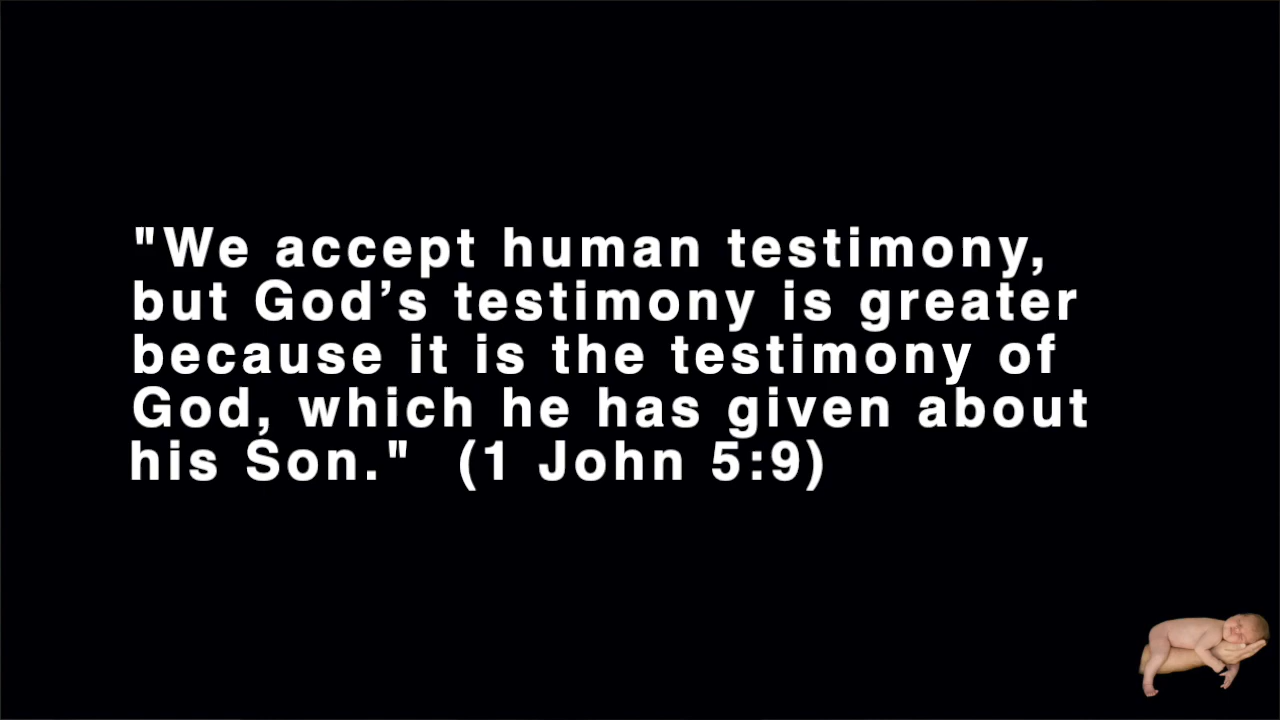 "We accept human testimony,
but God’s testimony is greater
because it is the testimony of
God, which he has given about
his Son."  (1 John 5:9)